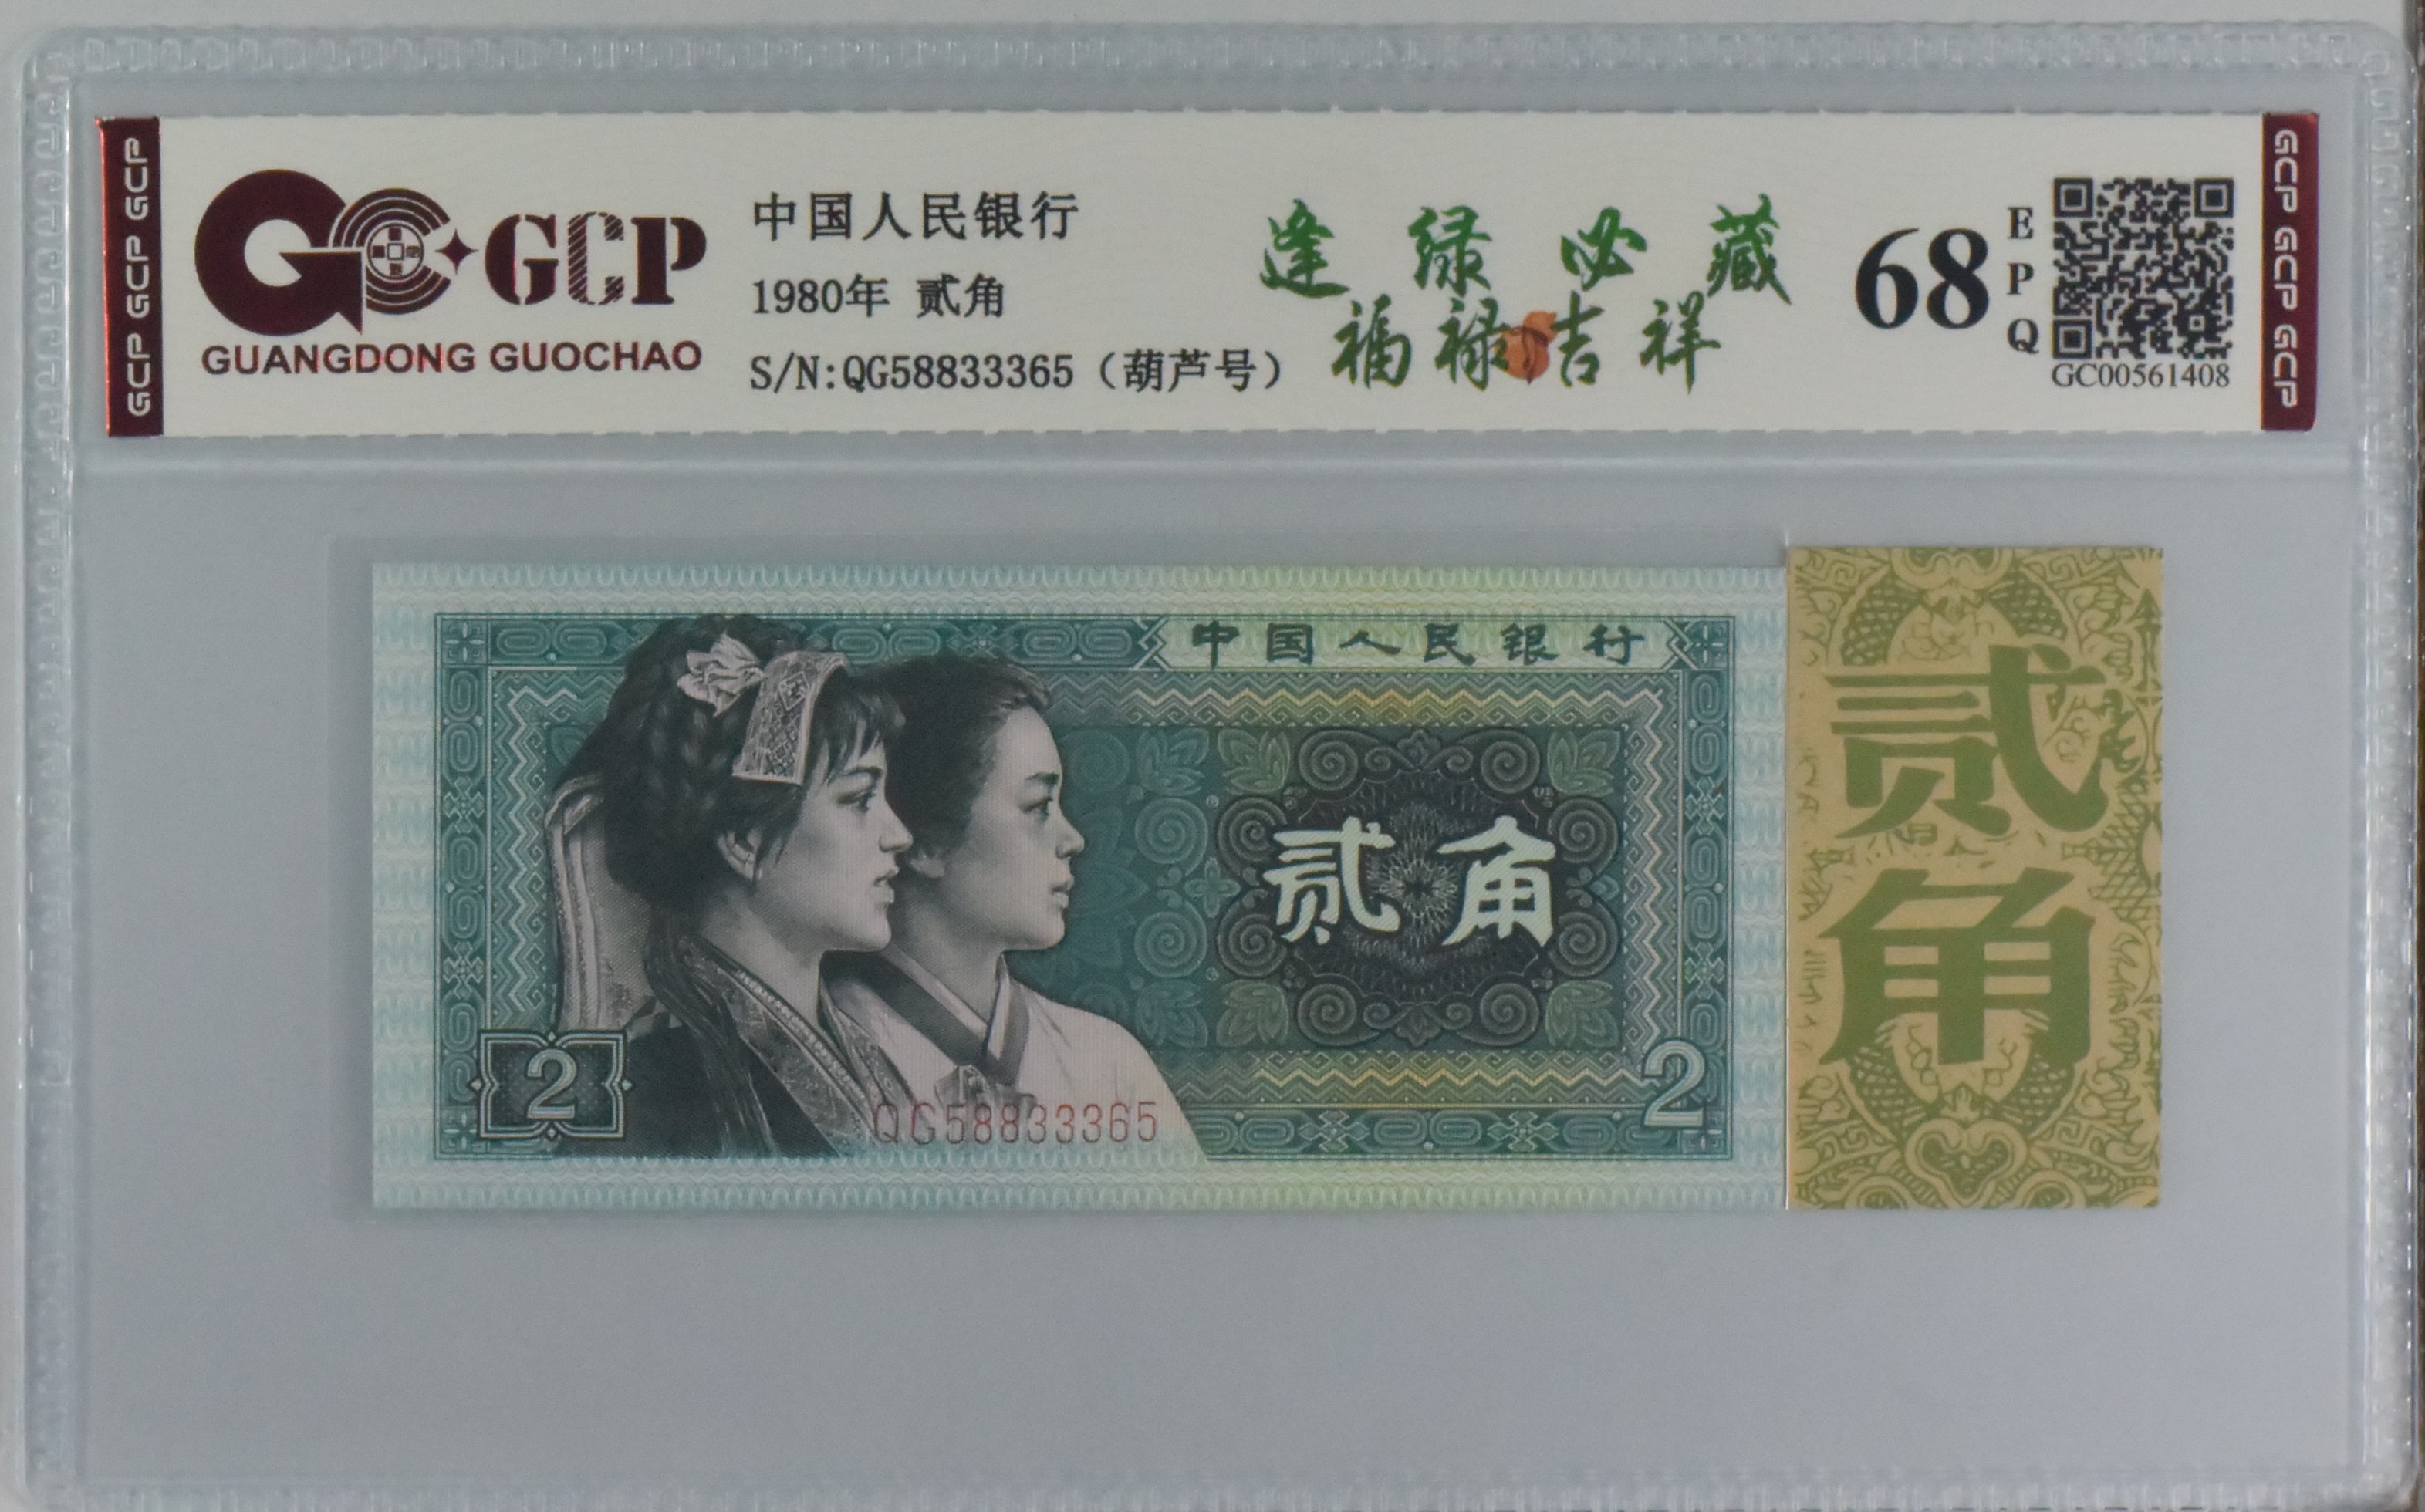 GCP GCP GCP
GCP
GUANGDONG GUOCHAO
中国人民银行
1980年 贰角
S/N:QG58833365（葫芦号）
逢绿必藏
福禄吉祥
68
EPQ
GC00561408
GCP GCP GCP
中国人民银行
贰角
2
QG58833365
2
贰角